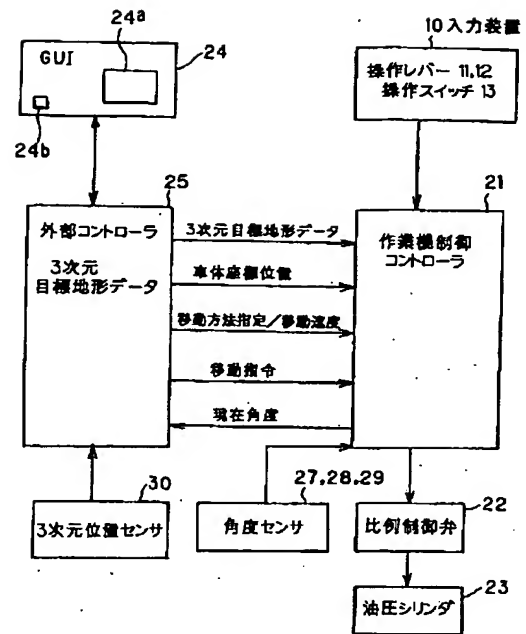 24a
24
GUI
24b
10 入力装置
操作レバー 11,12
操作スイッチ 13
25
21
外部コントローラ
3次元
目標地形データ
3次元目標地形データ
車体座標位置
移動方法指定/移動速度
移動指令
現在角度
作業機制御
コントローラ
30
3次元位置センサ
27,28,29
角度センサ
22
比例制御弁
23
油圧シリンダ